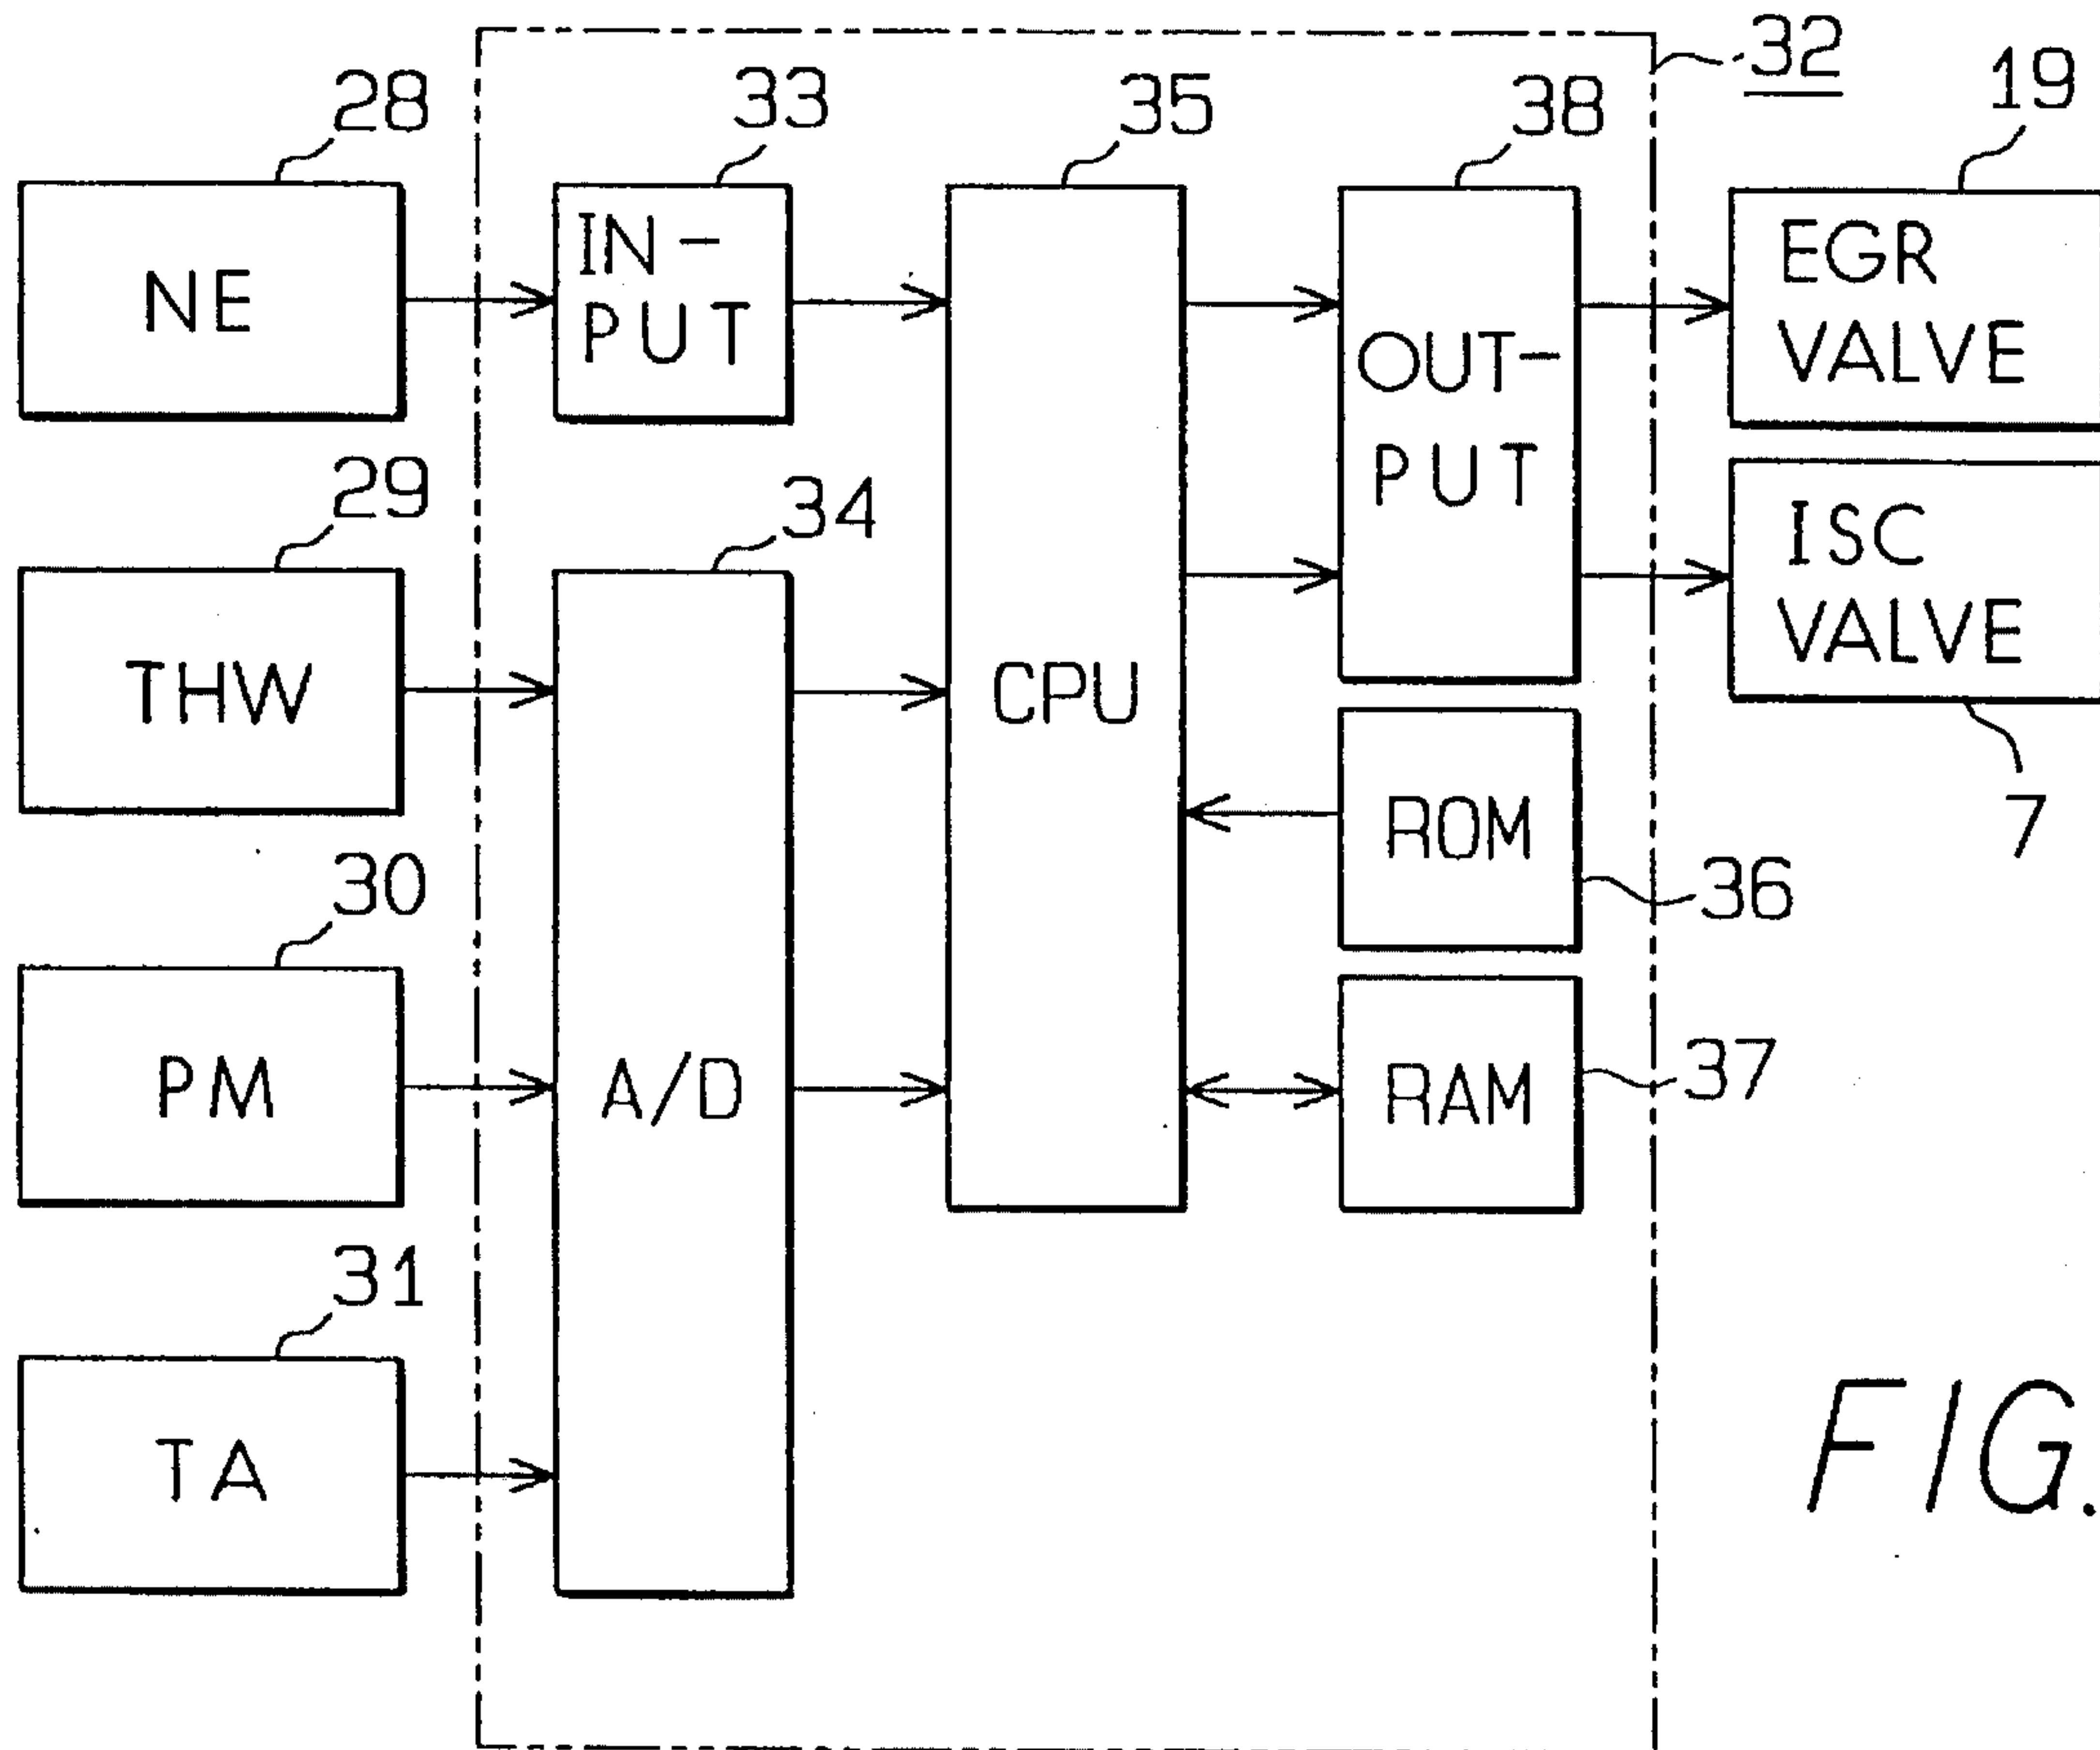 32
28
33
35
38
19
NE
IN-
PUT
OUT-
PUT
EGR
VALVE
29
34
THW
CPU
ISC
VALVE
7
30
ROM
36
PM
A/D
RAM
37
31
TA
FIG.